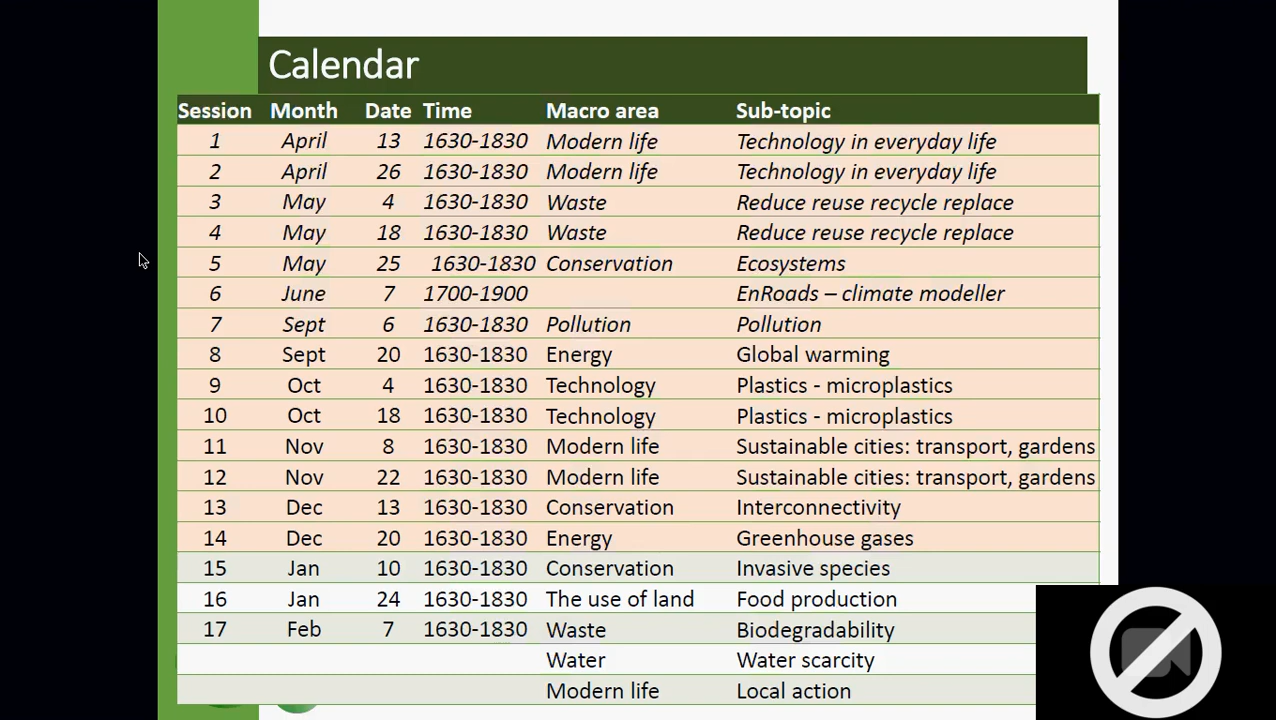 Calendar
Session Month Date Time Macro area Sub-topic
1 April 13 1630-1830 Modern life Technology in everyday life
2 April 26 1630-1830 Modern life Technology in everyday life
3 May 4 1630-1830 Waste Reduce reuse recycle replace
4 May 18 1630-1830 Waste Reduce reuse recycle replace
5 May 25 1630-1830 Conservation Ecosystems
6 June 7 1700-1900 EnRoads – climate modeller
7 Sept 6 1630-1830 Pollution Pollution
8 Sept 20 1630-1830 Energy Global warming
9 Oct 4 1630-1830 Technology Plastics - microplastics
10 Oct 18 1630-1830 Technology Plastics - microplastics
11 Nov 8 1630-1830 Modern life Sustainable cities: transport, gardens
12 Nov 22 1630-1830 Modern life Sustainable cities: transport, gardens
13 Dec 13 1630-1830 Conservation Interconnectivity
14 Dec 20 1630-1830 Energy Greenhouse gases
15 Jan 10 1630-1830 Conservation Invasive species
16 Jan 24 1630-1830 The use of land Food production
17 Feb 7 1630-1830 Waste Biodegradability
Water Water scarcity
Modern life Local action